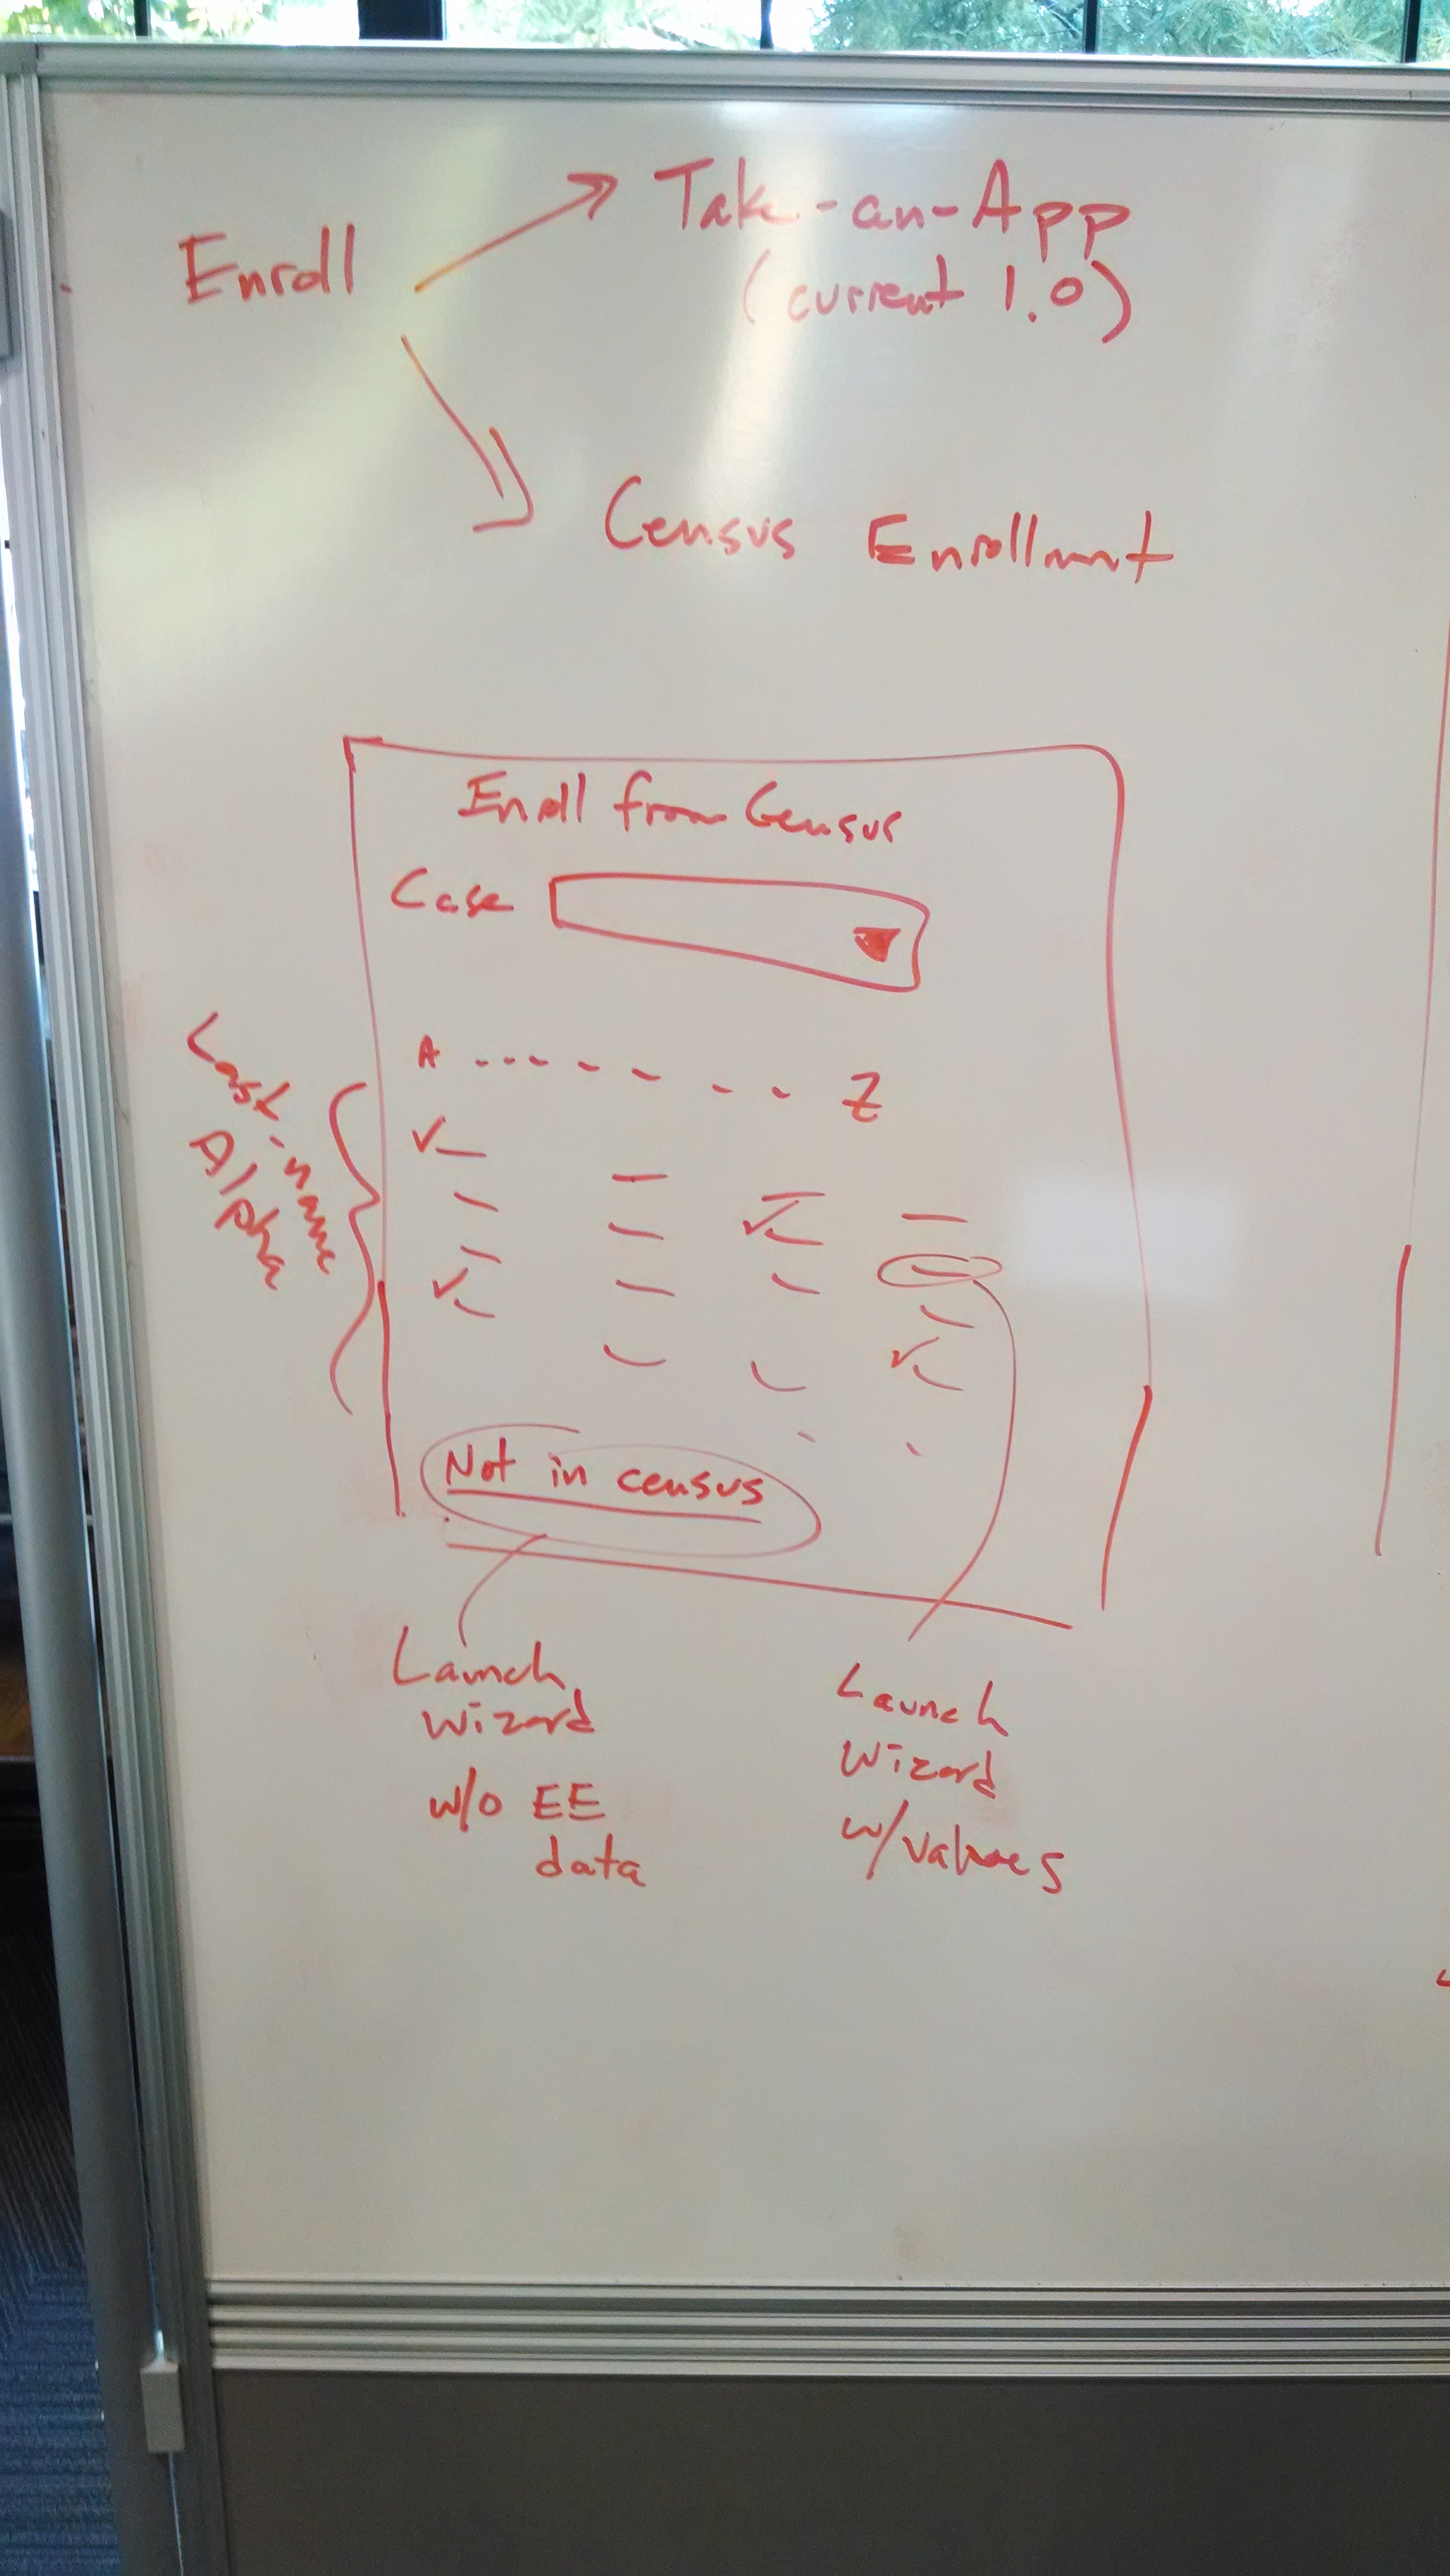 Enroll
Take-an-App
(current 1.0)
Census Enrollment
Enroll from Census
Case
A ------- Z
Last-name
Alpha
Not in census
Launch
Wizard
w/o EE
data
Launch
Wizard
w/values